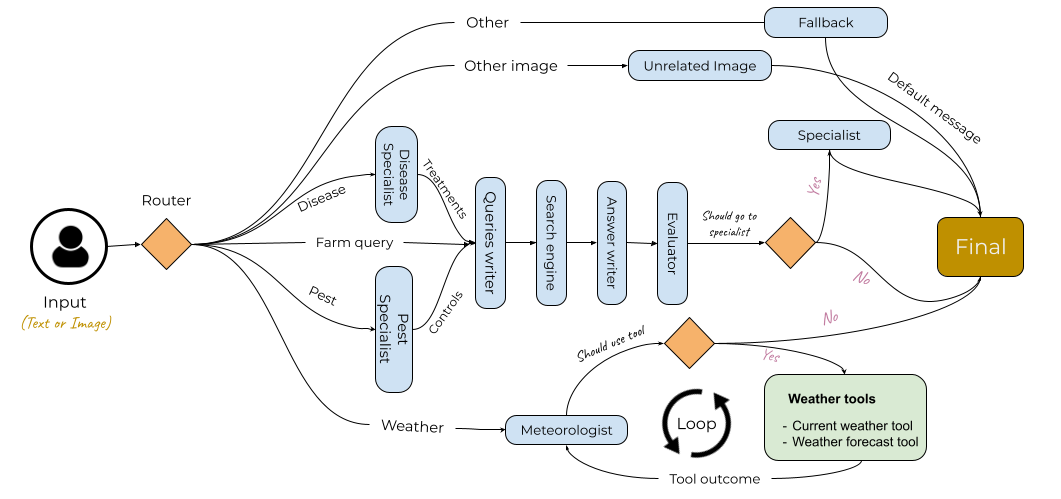 Other
Fallback
Other image
Unrelated Image
Default message
Specialist
Disease
Specialist
Treatments
Yes
Router
Disease
Queries writer
Search engine
Answer writer
Evaluator
Should go to
specialist
Farm query
Final
Input
(Text or Image)
Pest
Pest
Specialist
Controls
No
No
Should use tool
Yes
Weather
Meteorologist
Loop
Weather tools
- Current weather tool
- Weather forecast tool
Tool outcome